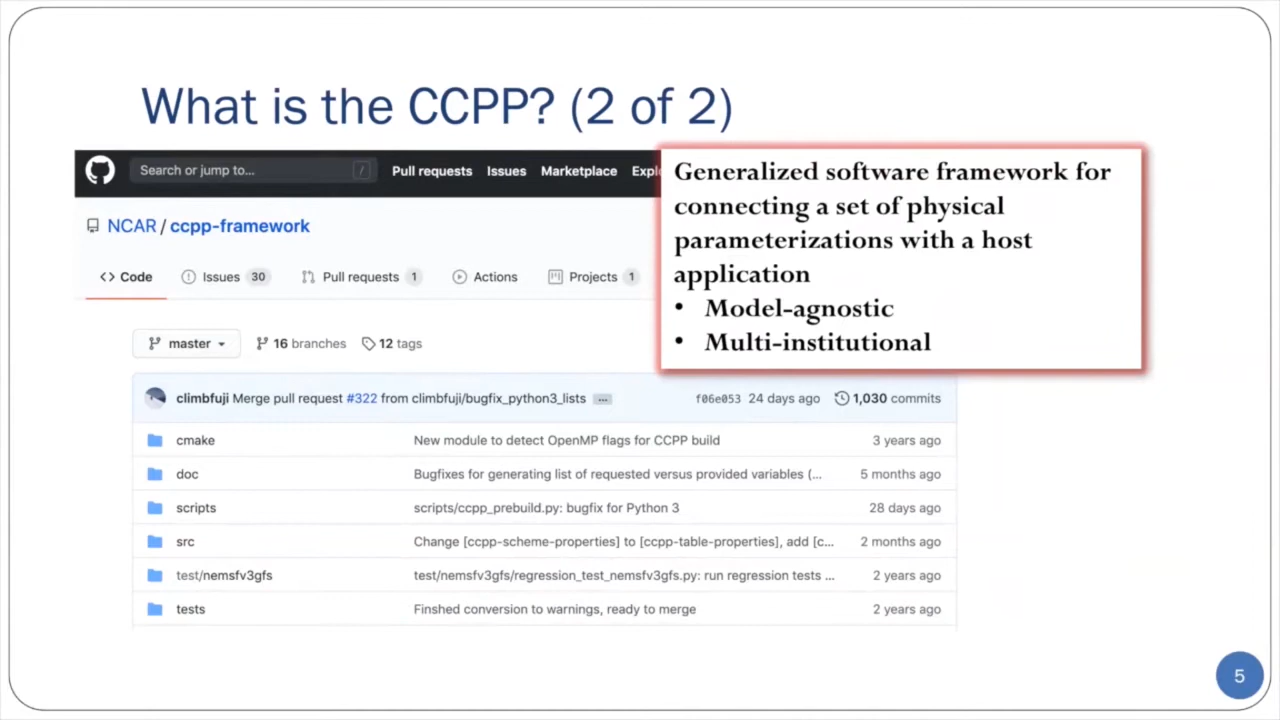 What is the CCPP? (2 of 2)
Search or jump to... /
Pull requests Issues Marketplace
Generalized software framework for
connecting a set of physical
parameterizations with a host
application
• Model-agnostic
• Multi-institutional
NCAR / ccpp-framework
<> Code Issues 30 Pull requests 1 Actions Projects 1
master 16 branches 12 tags
climbfuji Merge pull request #322 from climbfuji/bugfix_python3_lists ... f06e053 24 days ago 1,030 commits
cmake New module to detect OpenMP flags for CCPP build 3 years ago
doc Bugfixes for generating list of requested versus provided variables (... 5 months ago
scripts scripts/ccpp_prebuild.py: bugfix for Python 3 28 days ago
src Change [ccpp-scheme-properties] to [ccpp-table-properties], add [c... 2 months ago
test/nemsfv3gfs test/nemsfv3gfs/regression_test_nemsfv3gfs.py: run regression tests ... 2 years ago
tests Finshed conversion to warnings, ready to merge 2 years ago
5